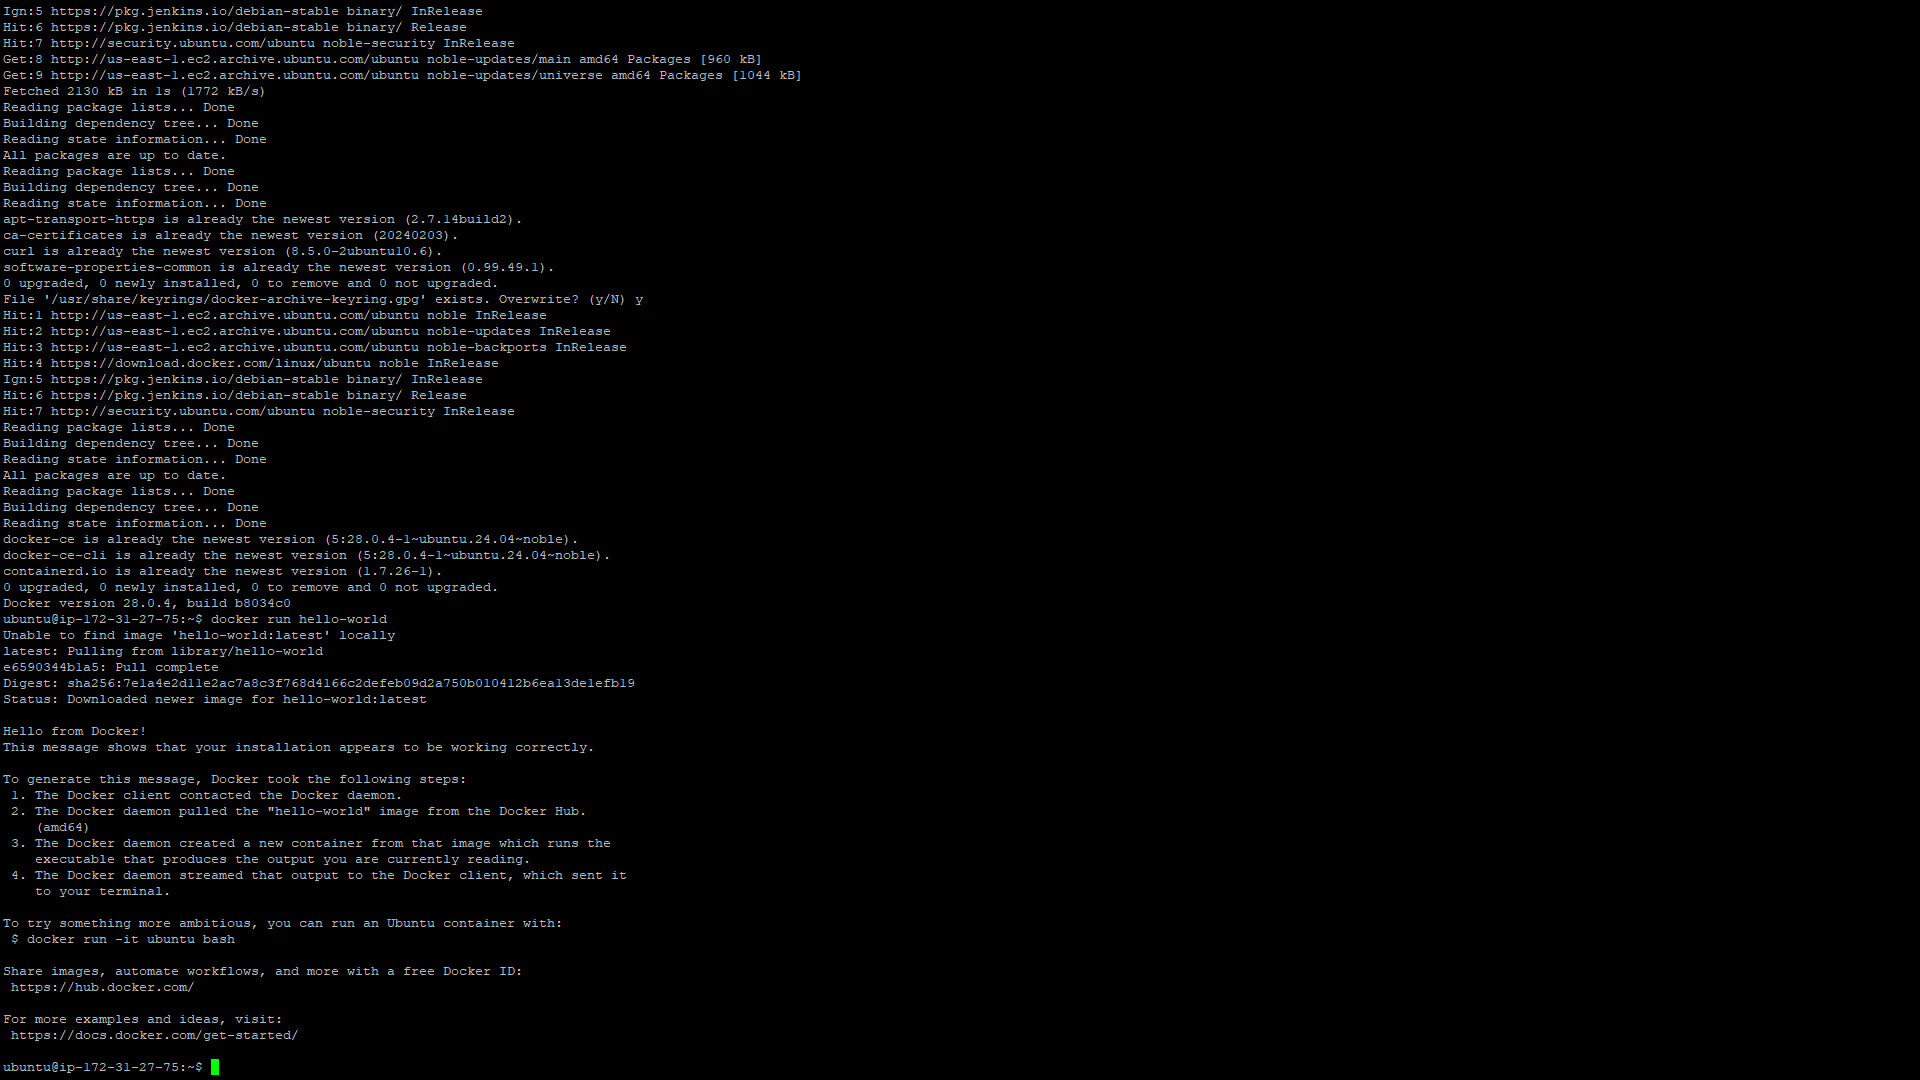 Ign:5 https://pkg.jenkins.io/debian-stable binary/ InRelease
Hit:6 https://pkg.jenkins.io/debian-stable binary/ Release
Hit:7 http://security.ubuntu.com/ubuntu noble-security InRelease
Get:8 http://us-east-1.ec2.archive.ubuntu.com/ubuntu noble-updates/main amd64 Packages [960 kB]
Get:9 http://us-east-1.ec2.archive.ubuntu.com/ubuntu noble-updates/universe amd64 Packages [1044 kB]
Fetched 2130 kB in 1s (1772 kB/s)
Reading package lists... Done
Building dependency tree... Done
Reading state information... Done
All packages are up to date.
Reading package lists... Done
Building dependency tree... Done
Reading state information... Done
apt-transport-https is already the newest version (2.7.14build2).
ca-certificates is already the newest version (20240203).
curl is already the newest version (8.5.0-2ubuntu10.6).
software-properties-common is already the newest version (0.99.49.1).
0 upgraded, 0 newly installed, 0 to remove and 0 not upgraded.
File '/usr/share/keyrings/docker-archive-keyring.gpg' exists. Overwrite? (y/N) y
Hit:1 http://us-east-1.ec2.archive.ubuntu.com/ubuntu noble InRelease
Hit:2 http://us-east-1.ec2.archive.ubuntu.com/ubuntu noble-updates InRelease
Hit:3 http://us-east-1.ec2.archive.ubuntu.com/ubuntu noble-backports InRelease
Hit:4 https://download.docker.com/linux/ubuntu noble InRelease
Ign:5 https://pkg.jenkins.io/debian-stable binary/ InRelease
Hit:6 https://pkg.jenkins.io/debian-stable binary/ Release
Hit:7 http://security.ubuntu.com/ubuntu noble-security InRelease
Reading package lists... Done
Building dependency tree... Done
Reading state information... Done
All packages are up to date.
Reading package lists... Done
Building dependency tree... Done
Reading state information... Done
docker-ce is already the newest version (5:28.0.4-1~ubuntu.24.04~noble).
docker-ce-cli is already the newest version (5:28.0.4-1~ubuntu.24.04~noble).
containerd.io is already the newest version (1.7.26-1).
0 upgraded, 0 newly installed, 0 to remove and 0 not upgraded.
Docker version 28.0.4, build b8034c0
ubuntu@ip-172-31-27-75:~$ docker run hello-world
Unable to find image 'hello-world:latest' locally
latest: Pulling from library/hello-world
e6590344b1a5: Pull complete
Digest: sha256:7e1a4e2d11e2ac7a8c3f768d4166c2defeb09d2a750b010412b6ea13de1efb19
Status: Downloaded newer image for hello-world:latest

Hello from Docker!
This message shows that your installation appears to be working correctly.

To generate this message, Docker took the following steps:
 1. The Docker client contacted the Docker daemon.
 2. The Docker daemon pulled the "hello-world" image from the Docker Hub.
    (amd64)
 3. The Docker daemon created a new container from that image which runs the
    executable that produces the output you are currently reading.
 4. The Docker daemon streamed that output to the Docker client, which sent it
    to your terminal.

To try something more ambitious, you can run an Ubuntu container with:
 $ docker run -it ubuntu bash

Share images, automate workflows, and more with a free Docker ID:
 https://hub.docker.com/

For more examples and ideas, visit:
 https://docs.docker.com/get-started/

ubuntu@ip-172-31-27-75:~$